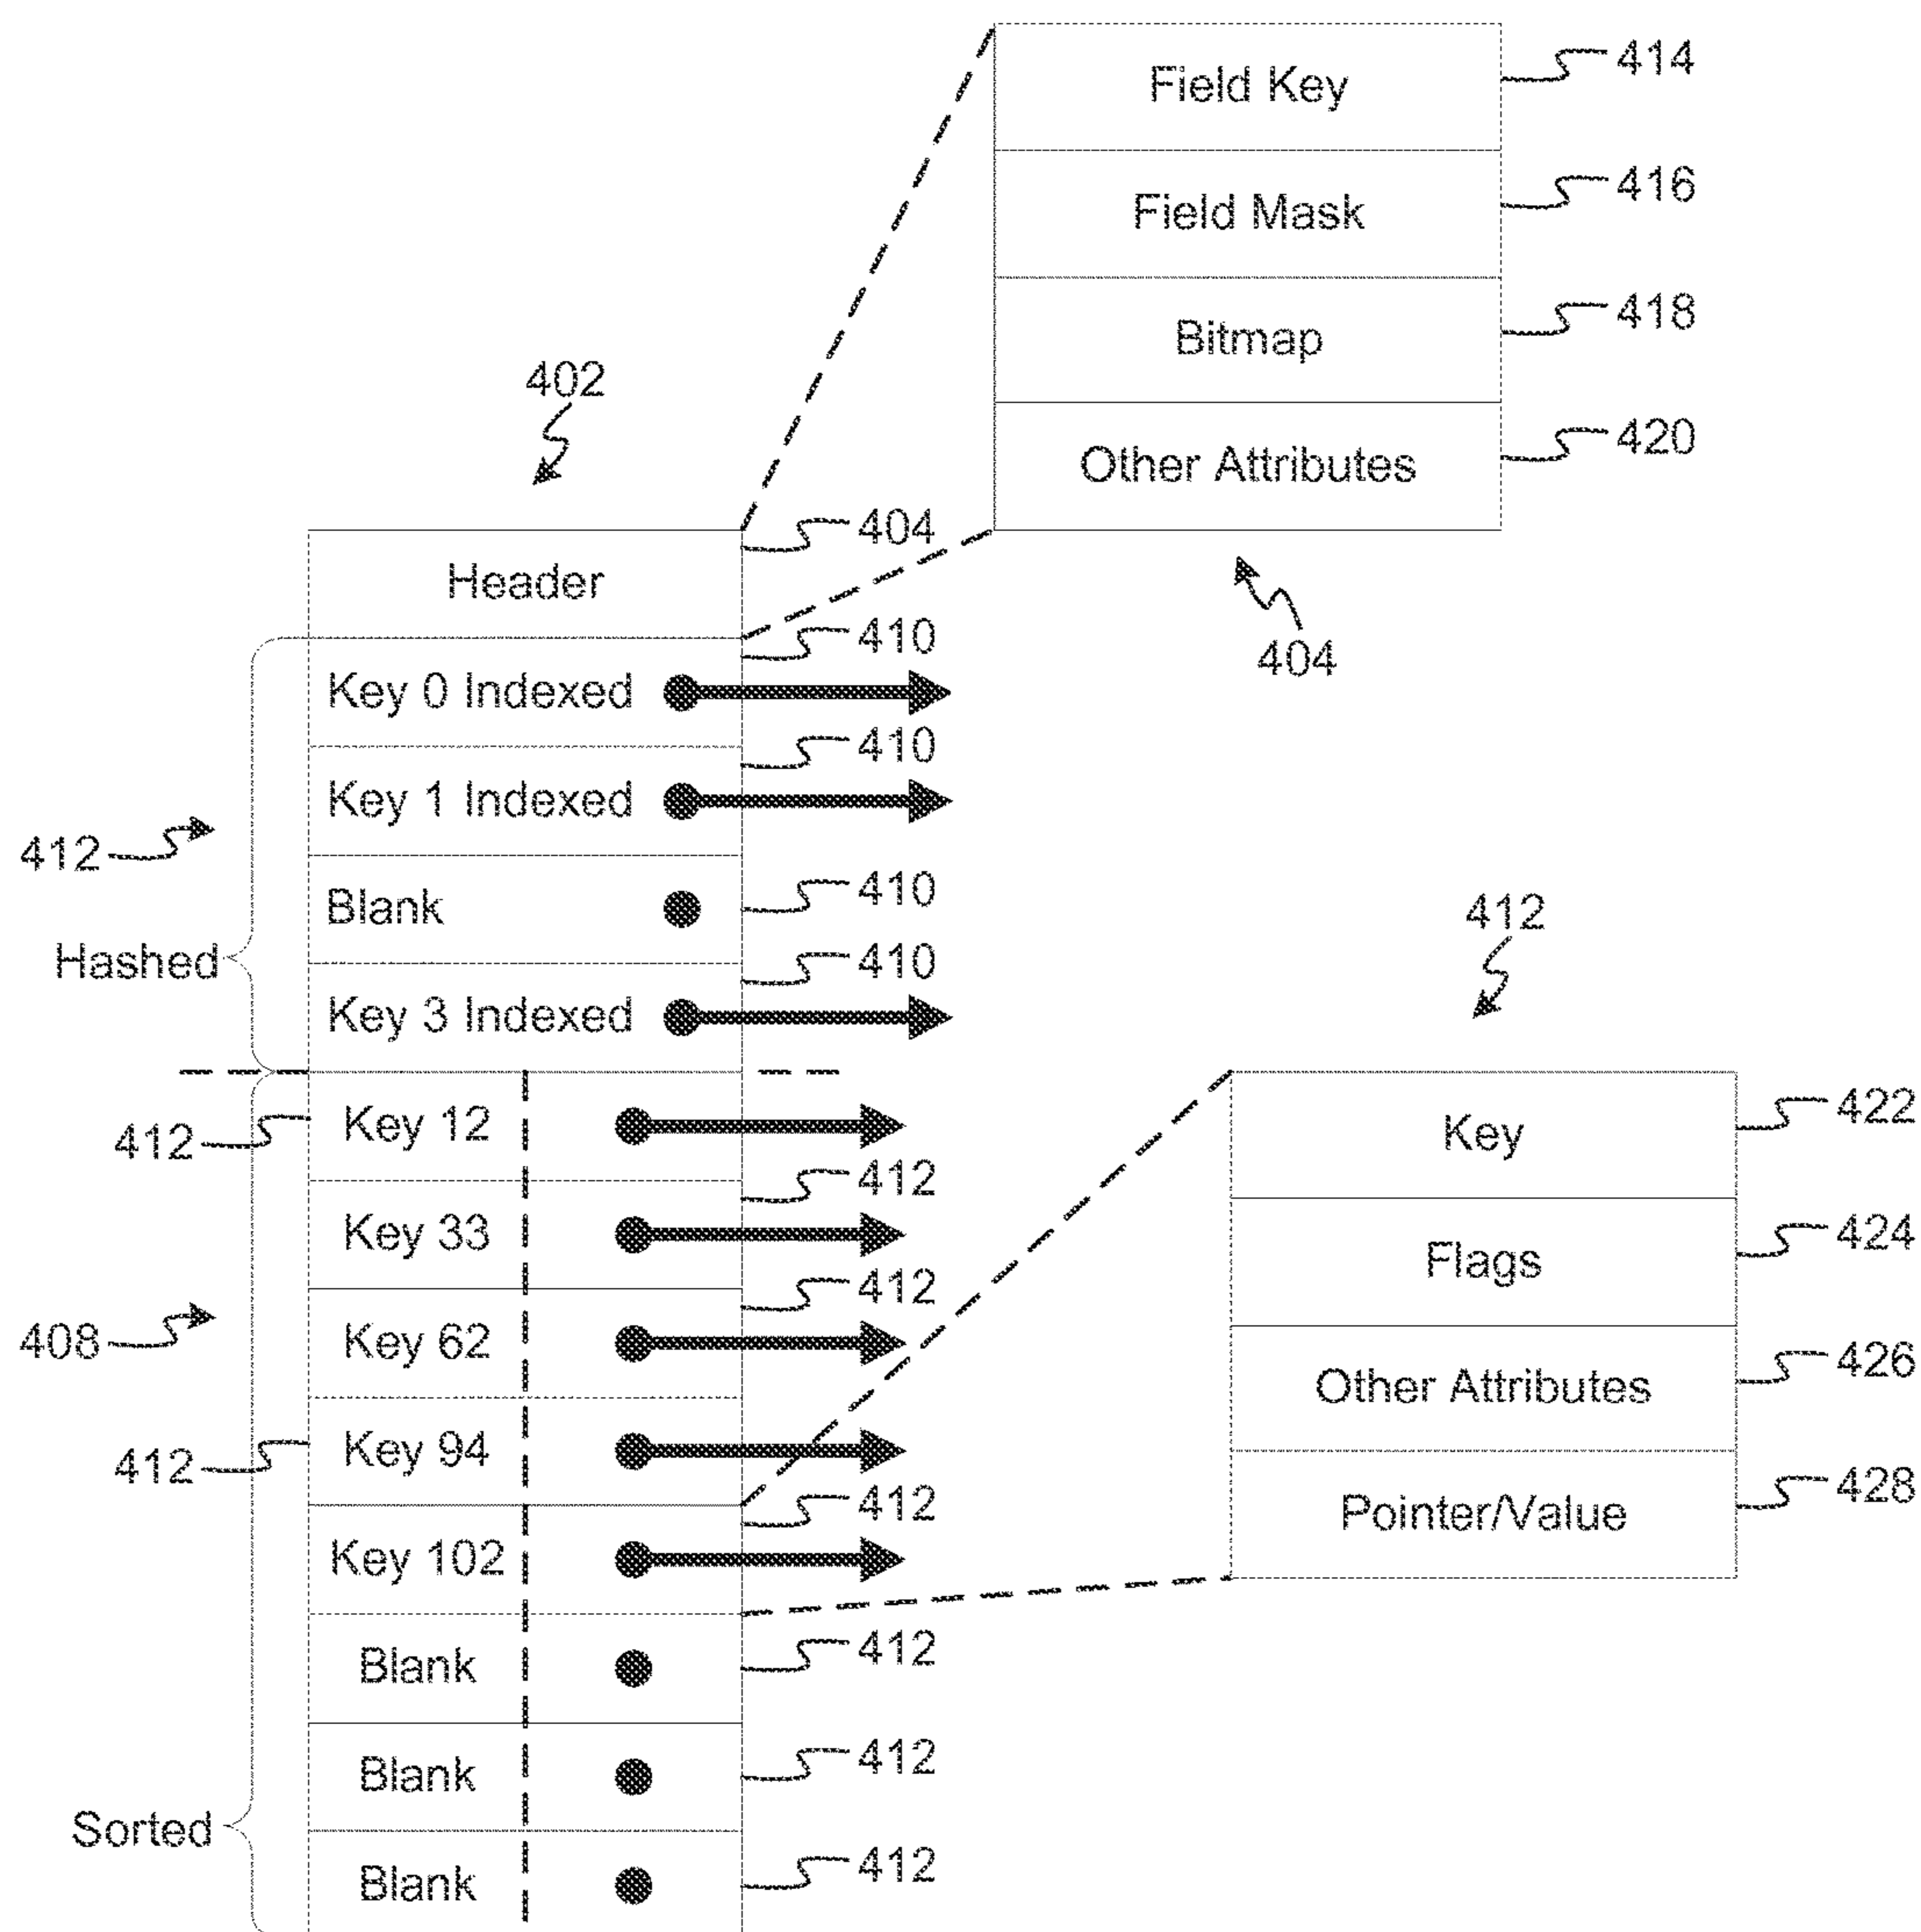 Field Key
414
Field Mask
416
Bitmap
418
Other Attributes
420
404
402
Header
404
Key 0 Indexed
410
Key 1 Indexed
410
412
Blank
410
Hashed
Key 3 Indexed
410
412
Key 12
412
Key 33
412
408
Key 62
412
412
Key 94
Key 102
412
Blank
412
Blank
412
Sorted
Blank
412
412
Key
422
Flags
424
Other Attributes
426
Pointer/Value
428